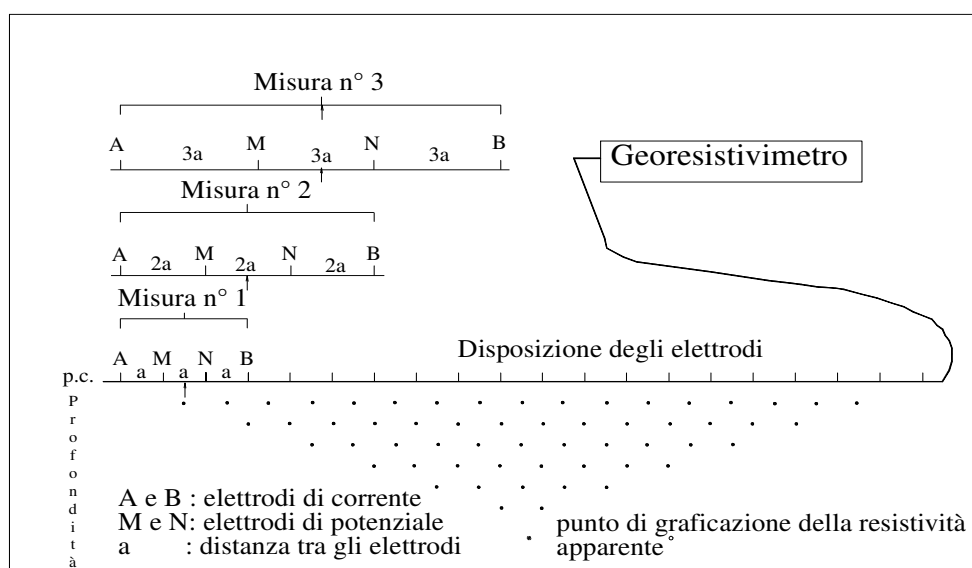 Misura n° 3
A M N B
3a 3a 3a
Georesistivimetro
Misura n° 2
A M N B
2a 2a 2a
Misura n° 1
A M N B
a a a
Disposizione degli elettrodi
p.c.
Profondità
A e B : elettrodi di corrente
M e N: elettrodi di potenziale
a : distanza tra gli elettrodi
punto di graficazione della resistività
apparente°